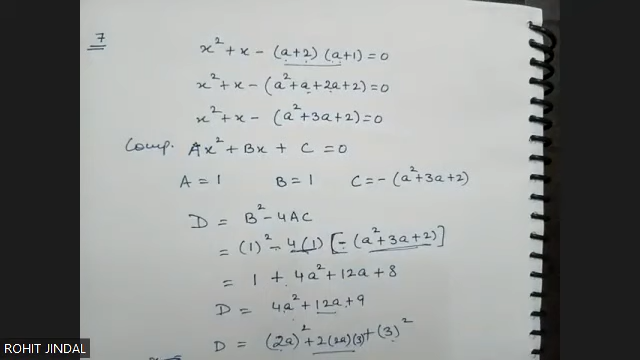 7
x² + x - (a+2) (a+1) = 0
x² + x - (a² + a + 2a + 2) = 0
x² + x - (a² + 3a + 2) = 0
Comp. Ax² + Bx + C = 0
A = 1 B = 1 C = - (a² + 3a + 2)
D = B² - 4AC
= (1)² - 4(1) [- (a² + 3a + 2)]
= 1 + 4a² + 12a + 8
D = 4a² + 12a + 9
D = (2a)² + 2(2a)(3) + (3)²
ROHIT JINDAL